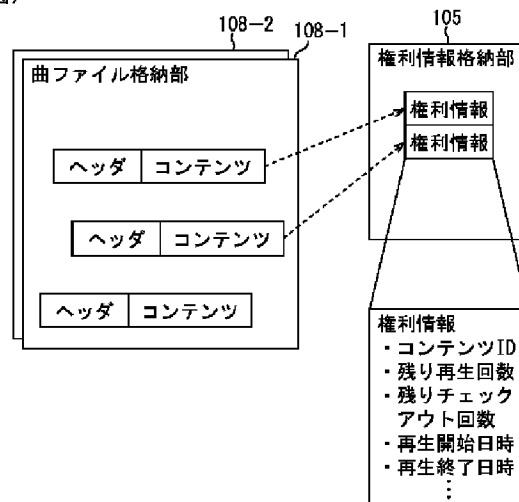 108-2
108-1
曲ファイル格納部
ヘッダ コンテンツ
ヘッダ コンテンツ
ヘッダ コンテンツ
105
権利情報格納部
権利情報
権利情報
権利情報
・コンテンツID
・残り再生回数
・残りチェック
アウト回数
・再生開始日時
・再生終了日時
⋮